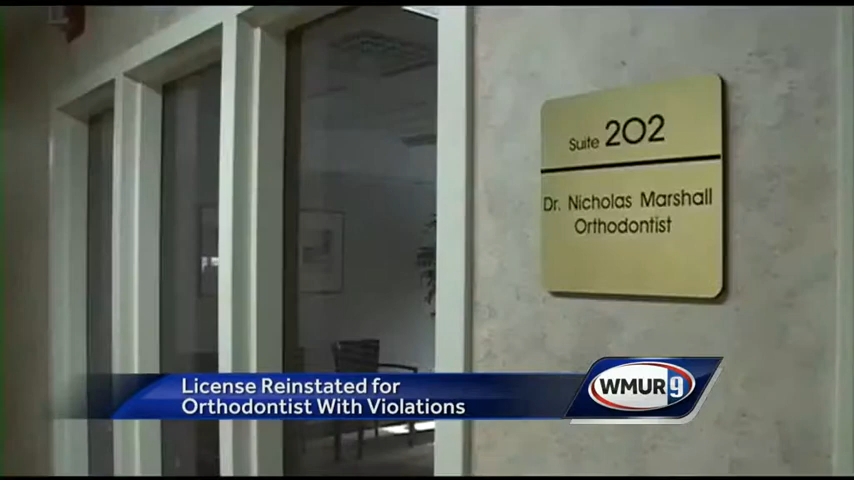 Suite 202
Dr. Nicholas Marshall
Orthodontist
License Reinstated for
Orthodontist With Violations
WMUR 9